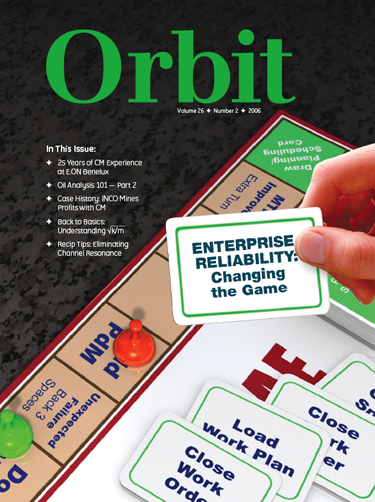 Orbit
Volume 26 ✦ Number 2 ✦ 2006
In This Issue:
✦ 25 Years of CM Experience
at E.ON Benelux
✦ Oil Analysis 101 — Part 2
✦ Case History: INCO Mines
Profits with CM
✦ Back to Basics:
Understanding √k/m
✦ Recip Tips: Eliminating
Channel Resonance
Draw
Planning/
Scheduling
Card
Extra Turn
ENTERPRISE
RELIABILITY:
Changing
the Game
PdM
Unexpected
Failure
Back 3
Spaces
Load
Work Plan
Close
Work
Close
Work